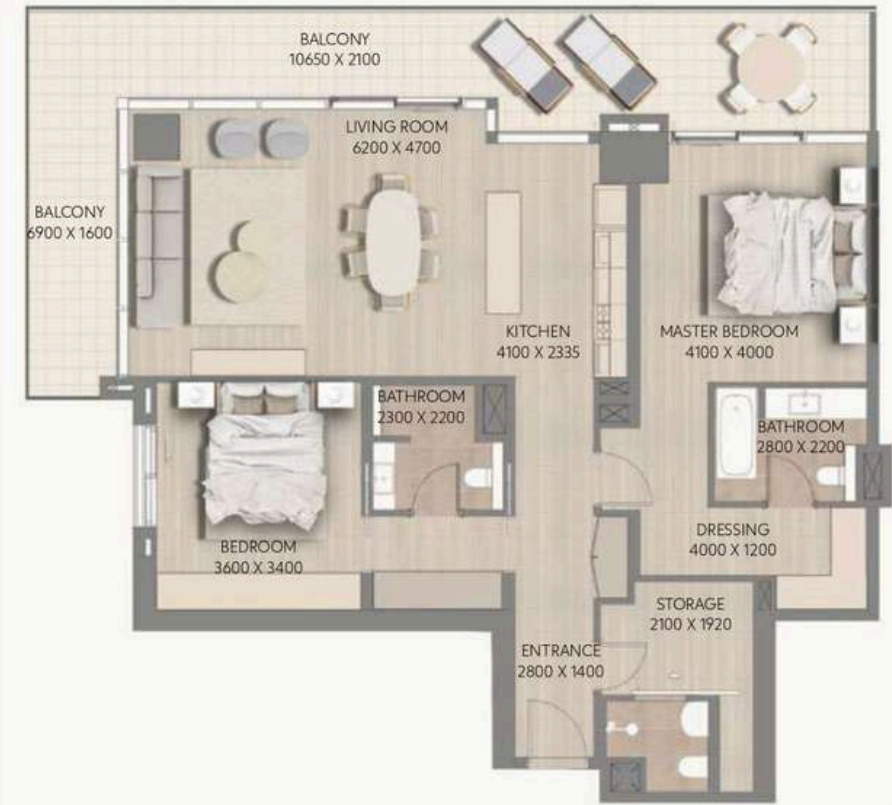 BALCONY
10650 X 2100
LIVING ROOM
6200 X 4700
BALCONY
6900 X 1600
KITCHEN
4100 X 2335
MASTER BEDROOM
4100 X 4000
BATHROOM
2300 X 2200
BATHROOM
2800 X 2200
BEDROOM
3600 X 3400
DRESSING
4000 X 1200
STORAGE
2100 X 1920
ENTRANCE
2800 X 1400